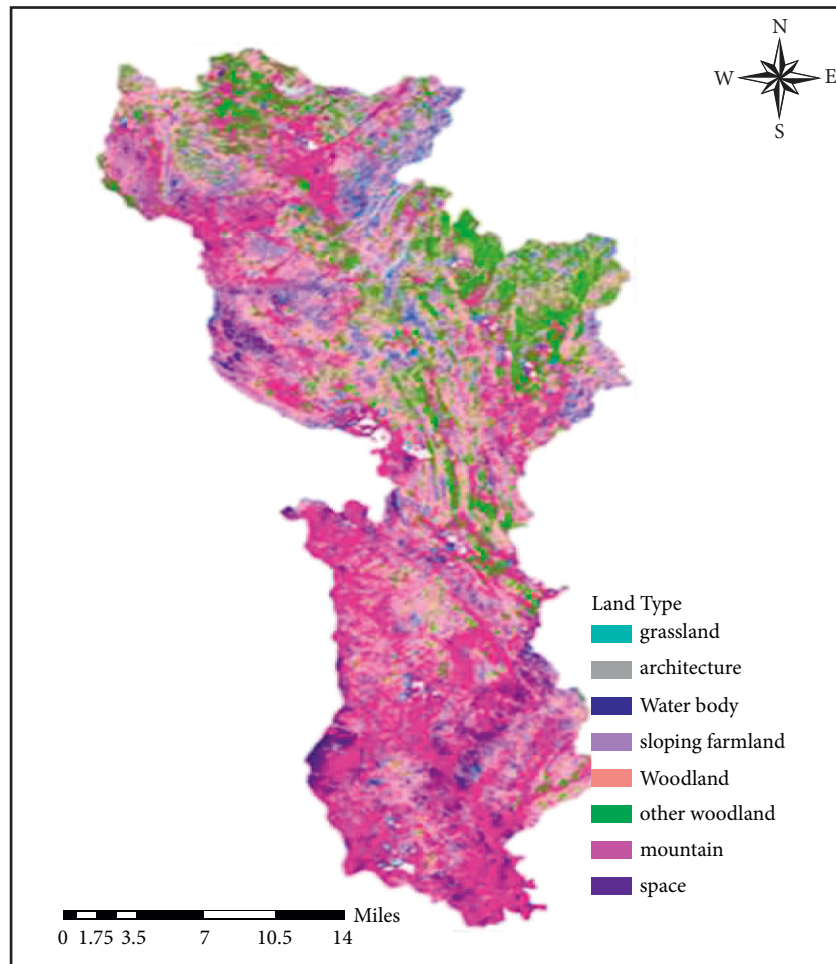 N
W E
S
Land Type
grassland
architecture
Water body
sloping farmland
Woodland
other woodland
mountain
space
Miles
0 1.75 3.5 7 10.5 14